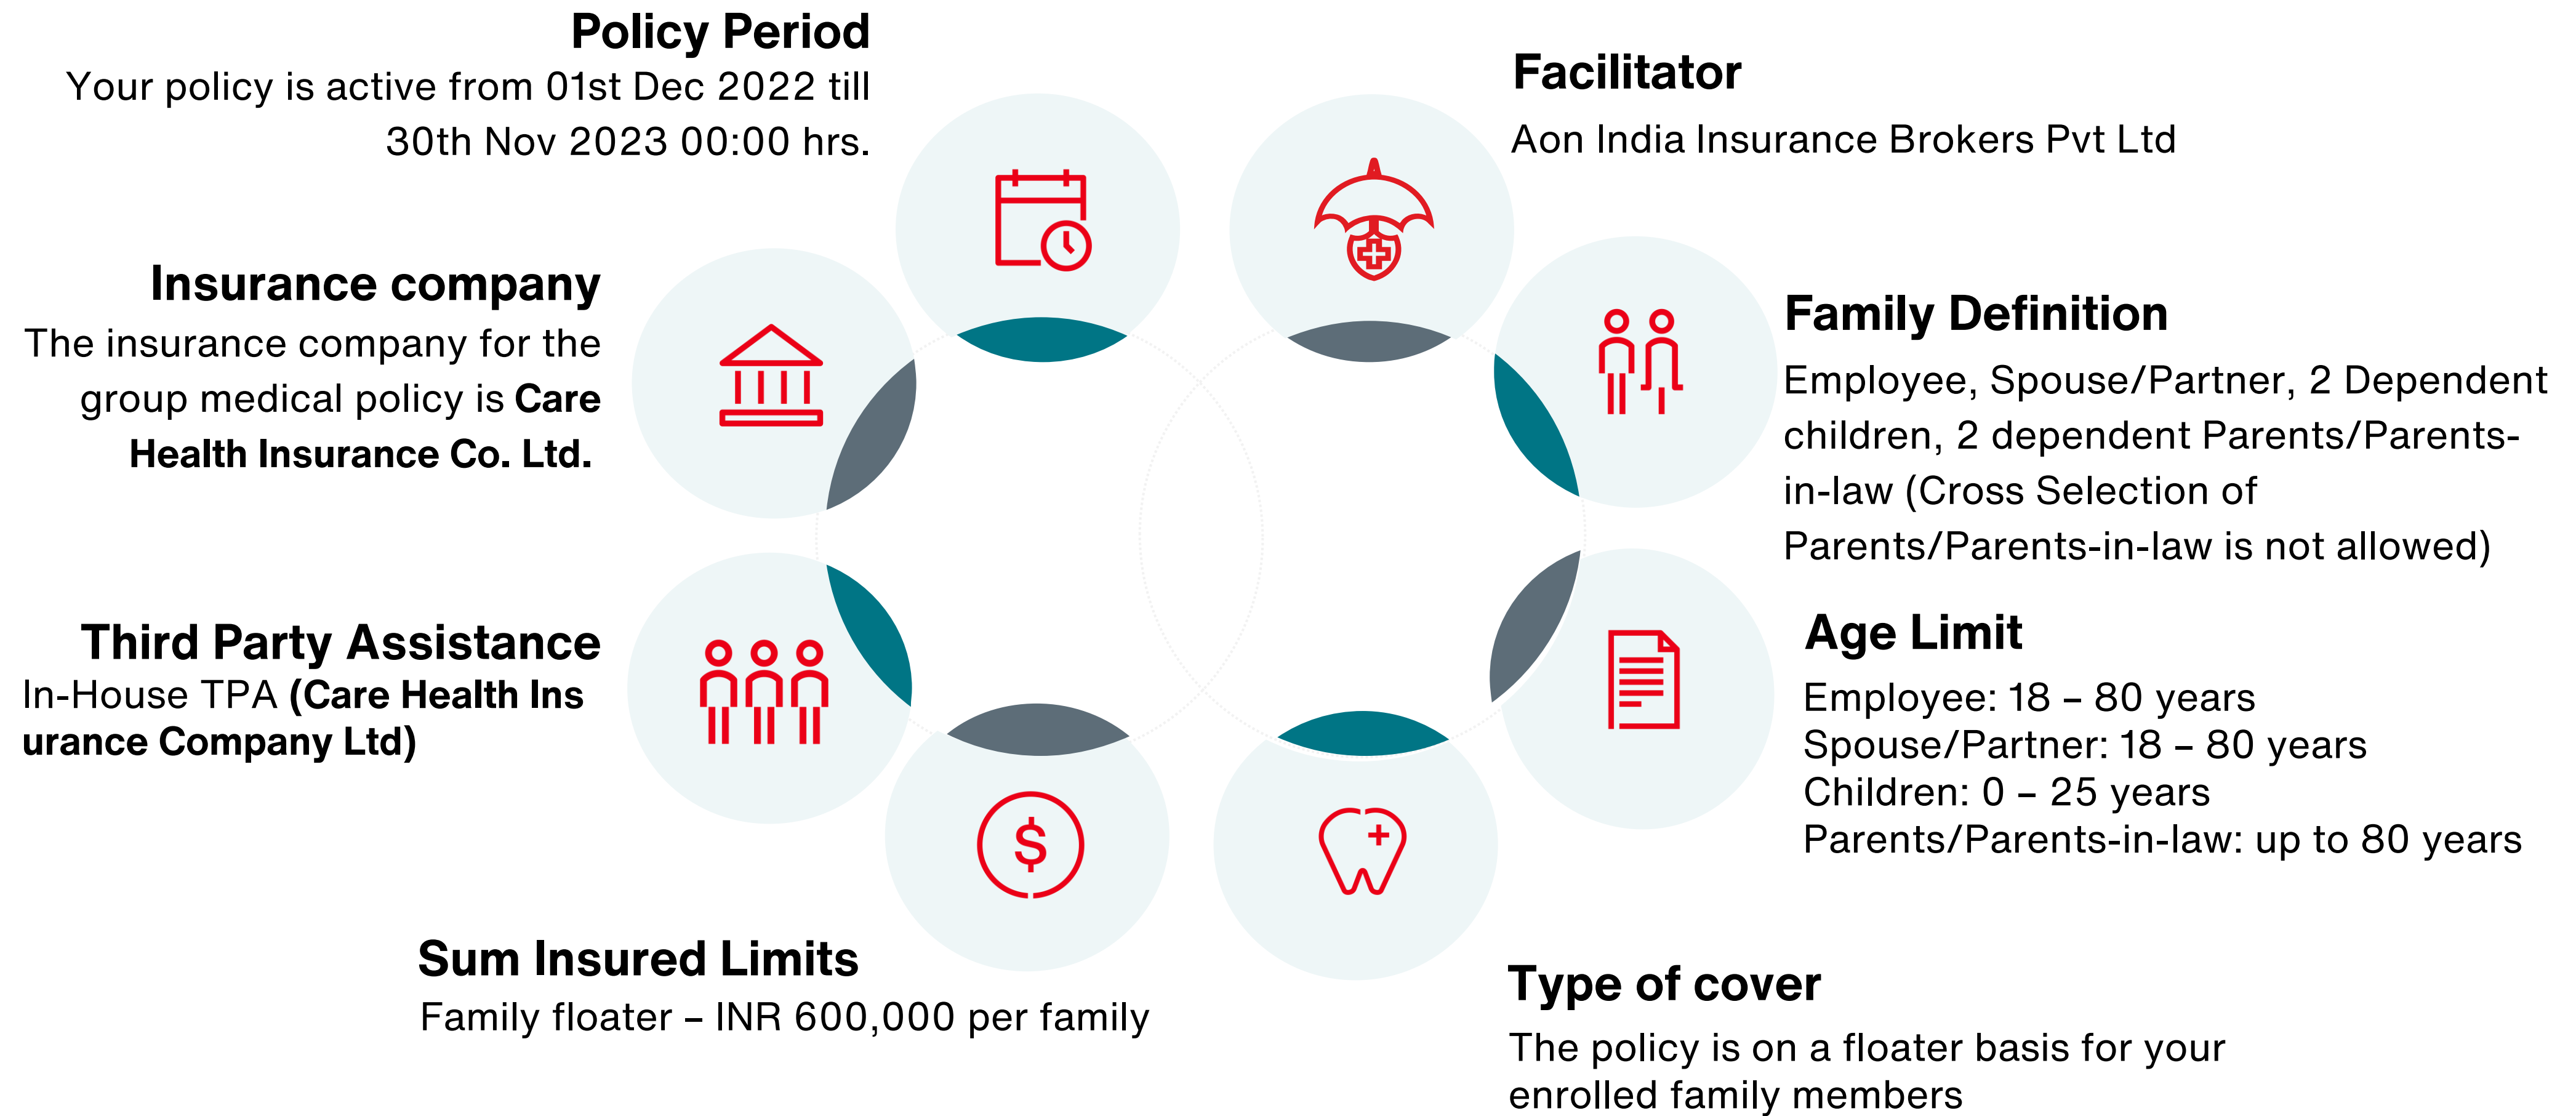 Policy Period
Your policy is active from 01st Dec 2022 till
30th Nov 2023 00:00 hrs.
Facilitator
Aon India Insurance Brokers Pvt Ltd
Insurance company
The insurance company for the
group medical policy is Care
Health Insurance Co. Ltd.
Family Definition
Employee, Spouse/Partner, 2 Dependent
children, 2 dependent Parents/Parents-
in-law (Cross Selection of
Parents/Parents-in-law is not allowed)
Third Party Assistance
In-House TPA (Care Health Ins
urance Company Ltd)
Age Limit
Employee: 18 – 80 years
Spouse/Partner: 18 – 80 years
Children: 0 – 25 years
Parents/Parents-in-law: up to 80 years
$
Sum Insured Limits
Family floater – INR 600,000 per family
Type of cover
The policy is on a floater basis for your
enrolled family members